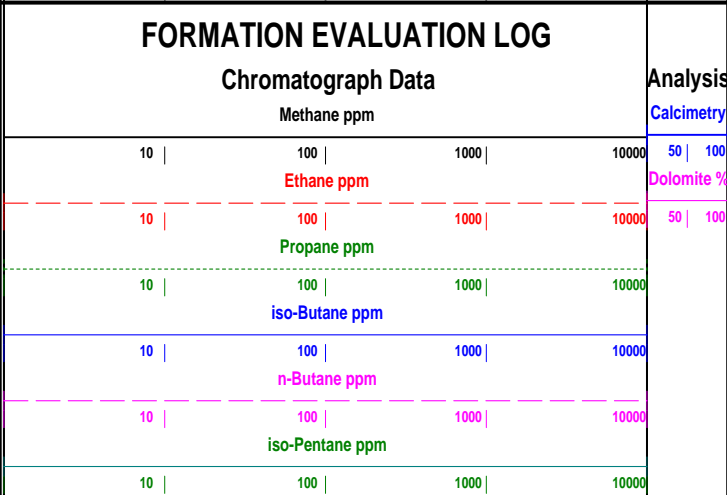 FORMATION EVALUATION LOG
Chromatograph Data
Analysis
Methane ppm
Calcimetry
10 100 1000 10000
50 100
Ethane ppm
Dolomite %
10 100 1000 10000
50 100
Propane ppm
10 100 1000 10000
iso-Butane ppm
10 100 1000 10000
n-Butane ppm
10 100 1000 10000
iso-Pentane ppm
10 100 1000 10000